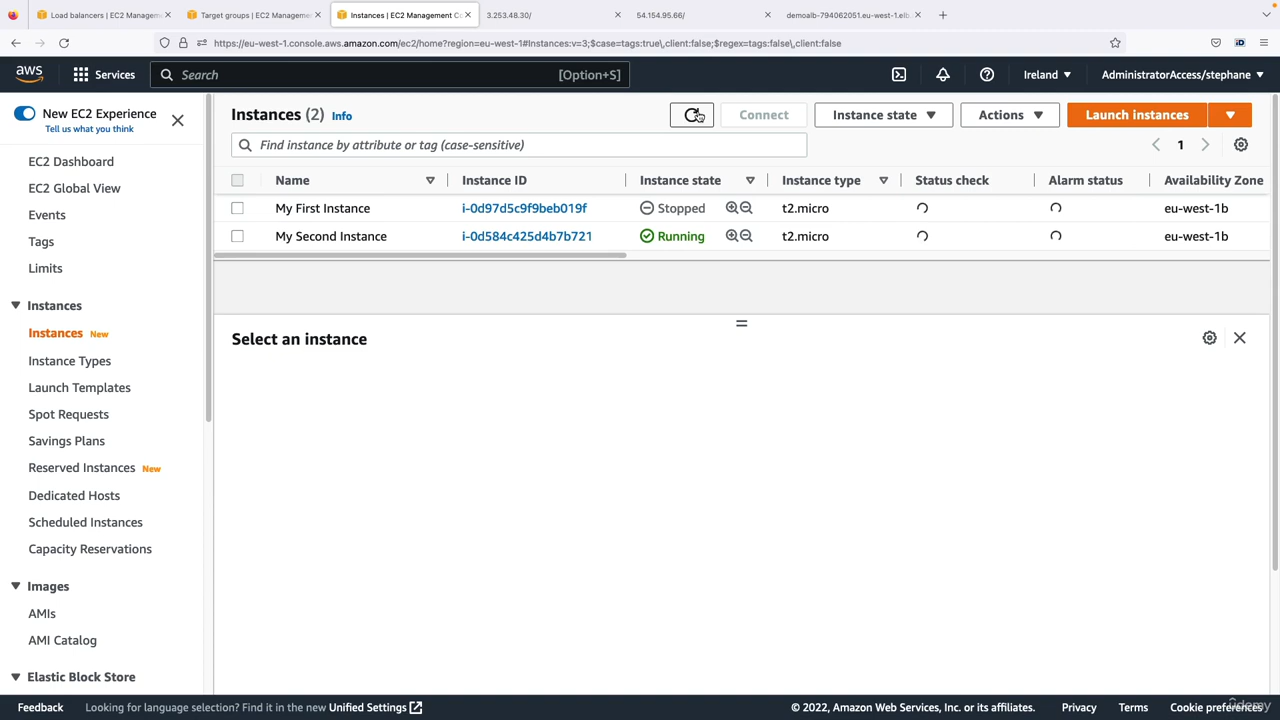 Load balancers | EC2 Managem
Target groups | EC2 Managemen
Instances | EC2 Management C
3.253.48.30/
54.154.95.66/
demoalb-794062051.eu-west-1.elb
https://eu-west-1.console.aws.amazon.com/ec2/home?region=eu-west-1#Instances:v=3;$case=tags:true\,client:false;$regex=tags:false\,client:false
aws
Services
Search
[Option+S]
Ireland
AdministratorAccess/stephane
New EC2 Experience
Tell us what you think
EC2 Dashboard
EC2 Global View
Events
Tags
Limits
Instances
Instances New
Instance Types
Launch Templates
Spot Requests
Savings Plans
Reserved Instances New
Dedicated Hosts
Scheduled Instances
Capacity Reservations
Images
AMIs
AMI Catalog
Elastic Block Store
Instances (2) Info
Connect
Instance state
Actions
Launch instances
Find instance by attribute or tag (case-sensitive)
1
Name Instance ID Instance state Instance type Status check Alarm status Availability Zone
My First Instance i-0d97d5c9f9beb019f Stopped t2.micro eu-west-1b
My Second Instance i-0d584c425d4b7b721 Running t2.micro eu-west-1b
Select an instance
Feedback
Looking for language selection? Find it in the new Unified Settings
© 2022, Amazon Web Services, Inc. or its affiliates.
Privacy
Terms
Cookie preferences
Udemy